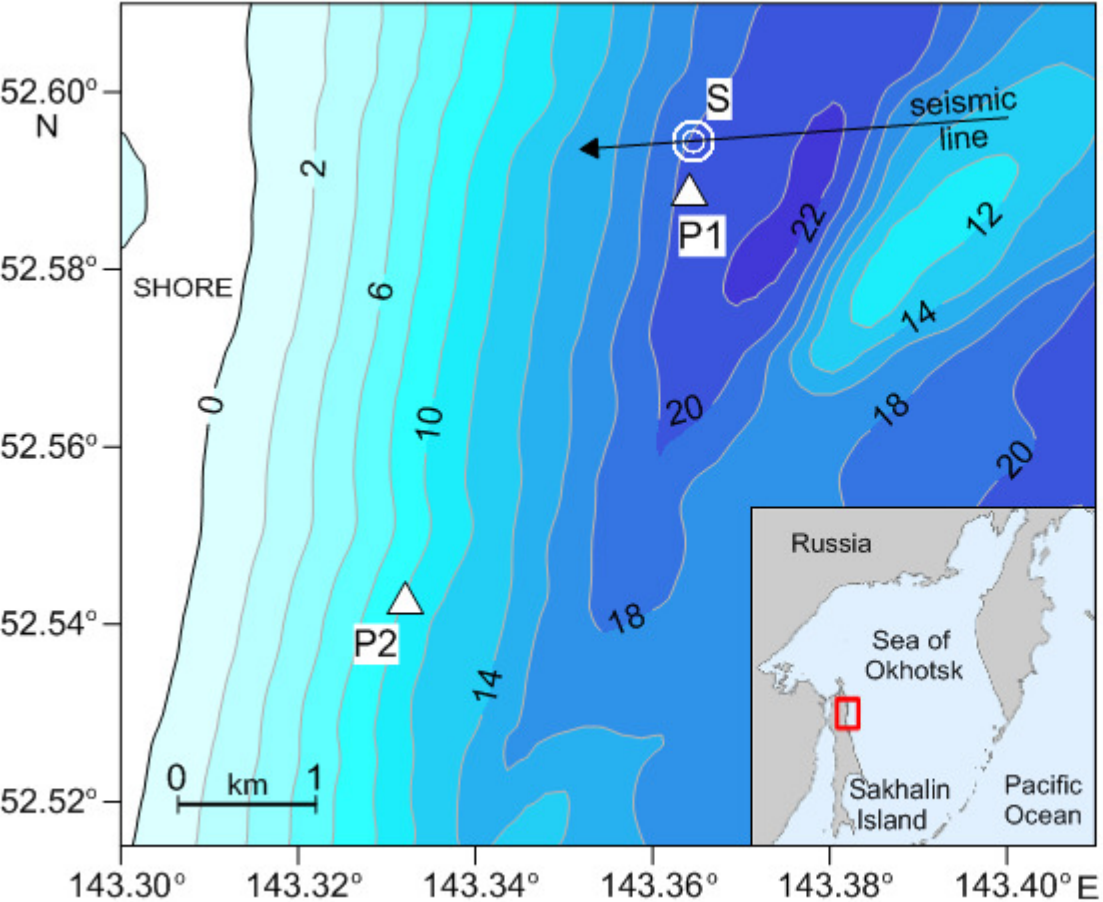 52.60°
N
52.58°
52.56°
52.54°
52.52°
S
seismic
line
P1
2
22
12
SHORE
6
14
0
10
20
18
20
P2
18
14
0 km 1
Russia
Sea of
Okhotsk
Sakhalin
Island
Pacific
Ocean
143.30° 143.32° 143.34° 143.36° 143.38° 143.40° E